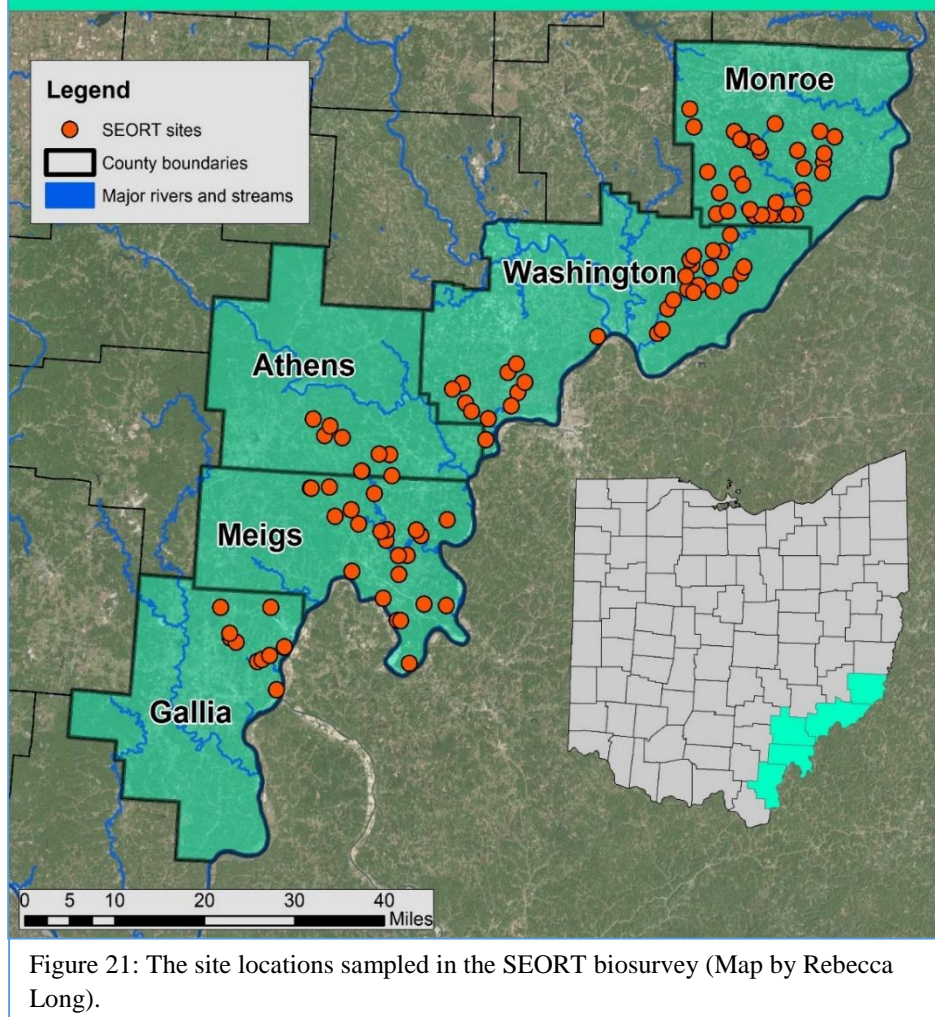 Legend
SEORT sites
County boundaries
Major rivers and streams
Monroe
Washington
Athens
Meigs
Gallia
0 5 10 20 30 40
Miles
Figure 21: The site locations sampled in the SEORT biosurvey (Map by Rebecca
Long).